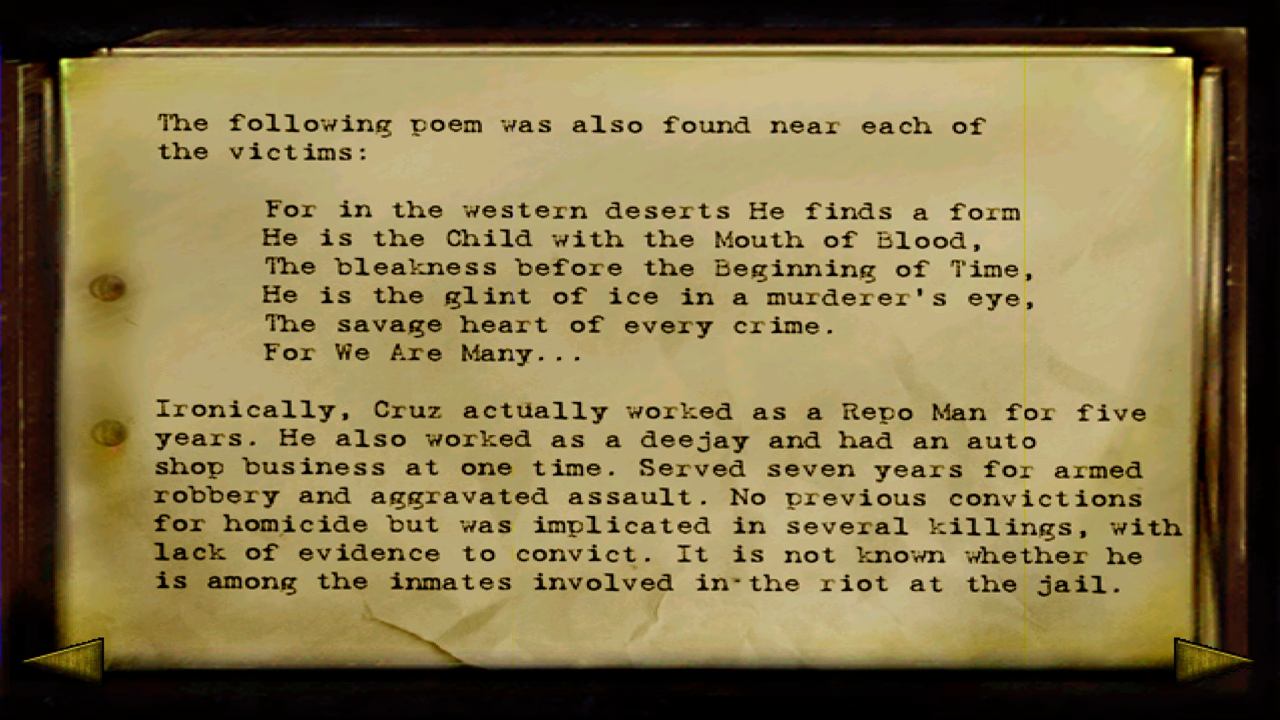 The following poem was also found near each of
the victims:
For in the western deserts He finds a form
He is the Child with the Mouth of Blood,
The bleakness before the Beginning of Time,
He is the glint of ice in a murderer's eye,
The savage heart of every crime.
For We Are Many...
Ironically, Cruz actually worked as a Repo Man for five
years. He also worked as a deejay and had an auto
shop business at one time. Served seven years for armed
robbery and aggravated assault. No previous convictions
for homicide but was implicated in several killings, with
lack of evidence to convict. It is not known whether he
is among the inmates involved in the riot at the jail.